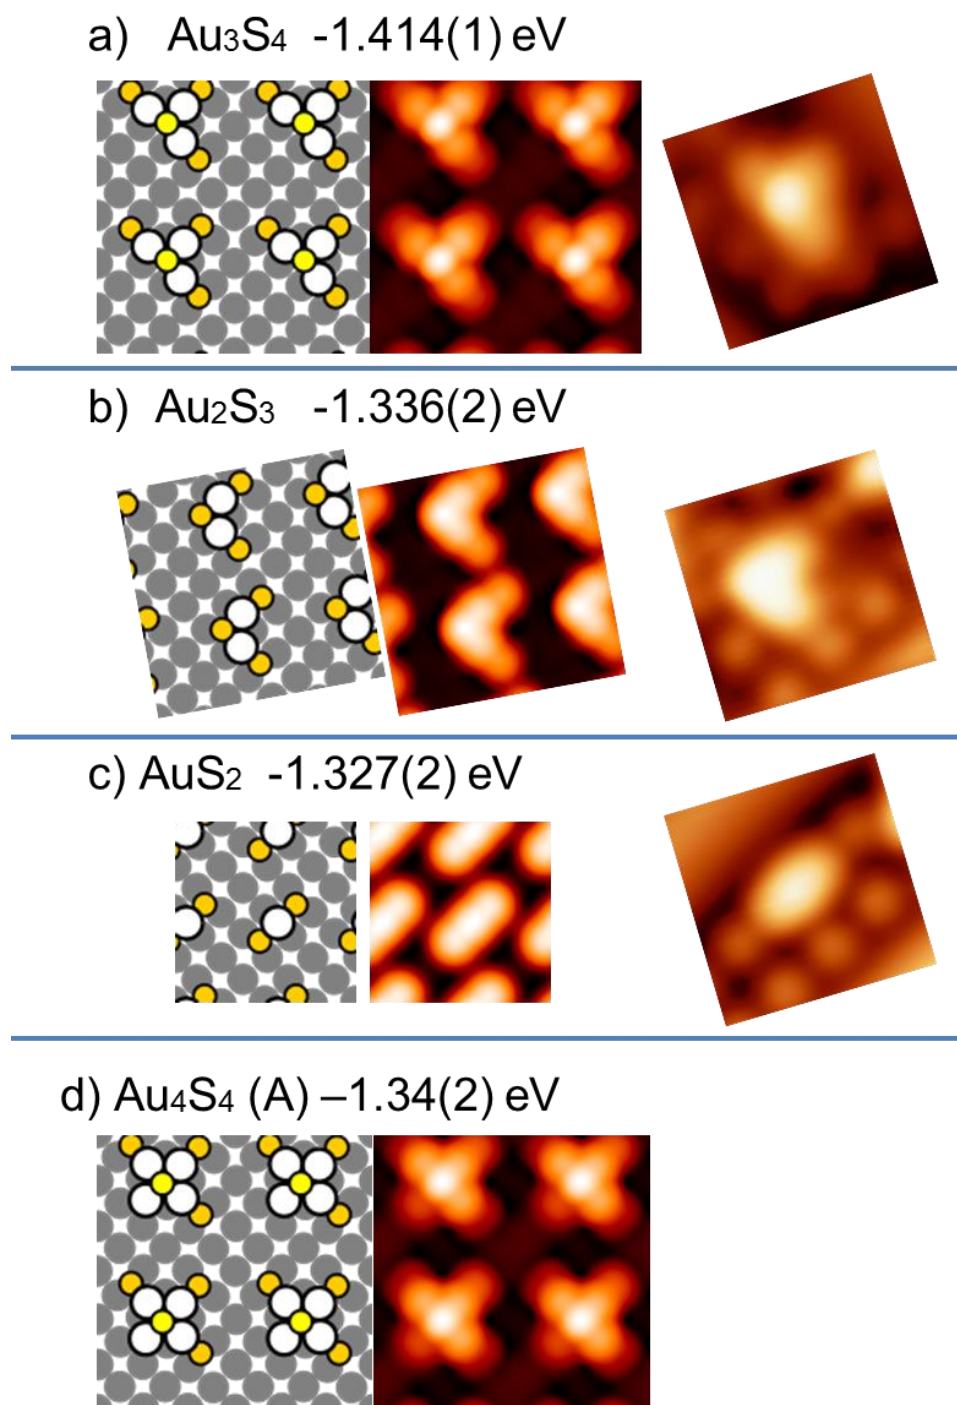 a) Au₃S₄ -1.414(1) eV
b) Au₂S₃ -1.336(2) eV
c) AuS₂ -1.327(2) eV
d) Au₄S₄ (A) –1.34(2) eV